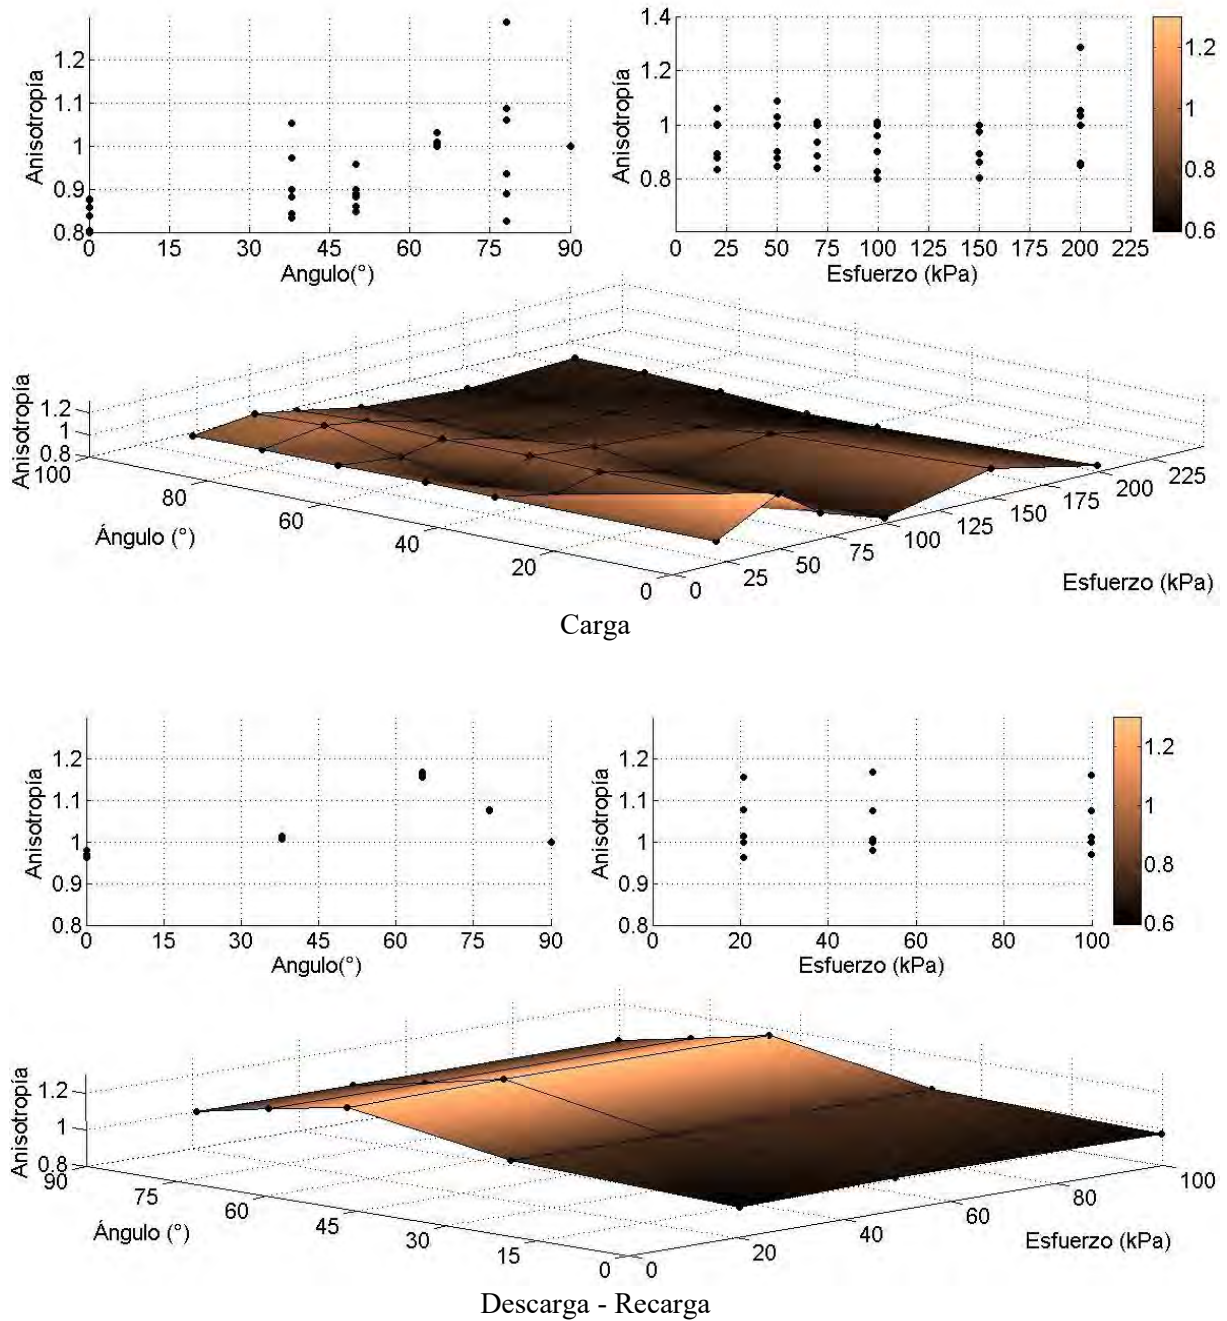 1.2
1.1
1
0.9
0.8
Anisotropía
0 15 30 45 60 75 90
Angulo(°)
1.4
1.2
1
0.8
Anisotropía
0 25 50 75 100 125 150 175 200 225
Esfuerzo (kPa)
1.2
1
0.8
0.6
Anisotropía
1.2
1
0.8
100 80 60 40 20 0
Ángulo (°)
0 25 50 75 100 125 150 175 200 225
Esfuerzo (kPa)
Carga
1.2
1.1
1
0.9
0.8
Anisotropía
0 15 30 45 60 75 90
Angulo(°)
1.2
1.1
1
0.9
0.8
Anisotropía
0 20 40 60 80 100
Esfuerzo (kPa)
1.2
1
0.8
0.6
Anisotropía
1.2
1
0.8
90 75 60 45 30 15 0
Ángulo (°)
0 20 40 60 80 100
Esfuerzo (kPa)
Descarga - Recarga